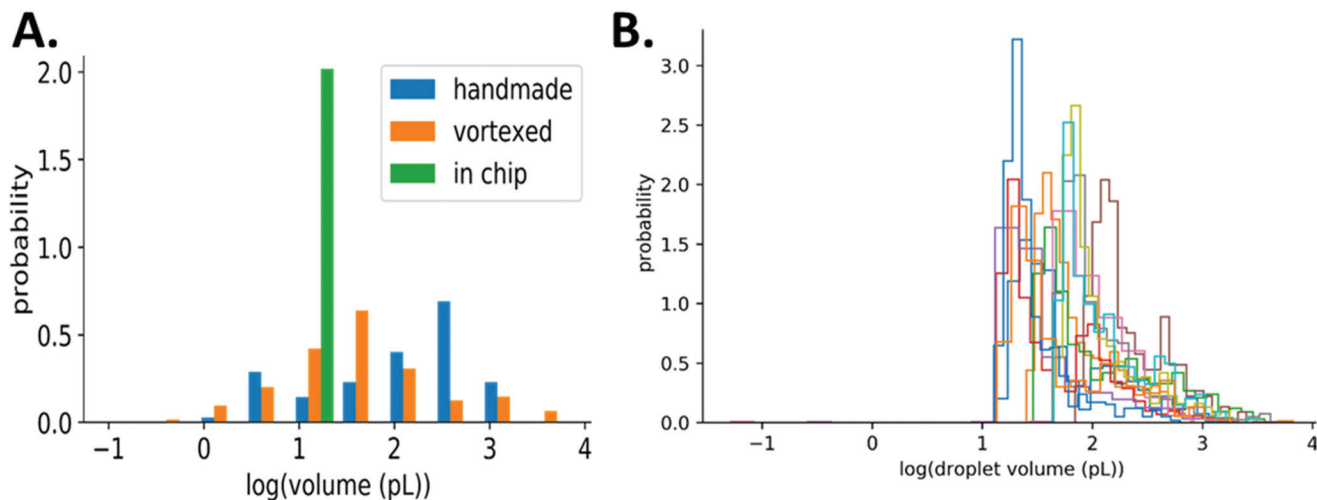 A.
2.0
1.5
1.0
0.5
0.0
probability
−1 0 1 2 3 4
log(volume (pL))
handmade
vortexed
in chip
B.
3.0
2.5
2.0
1.5
1.0
0.5
0.0
probability
−1 0 1 2 3 4
log(droplet volume (pL))